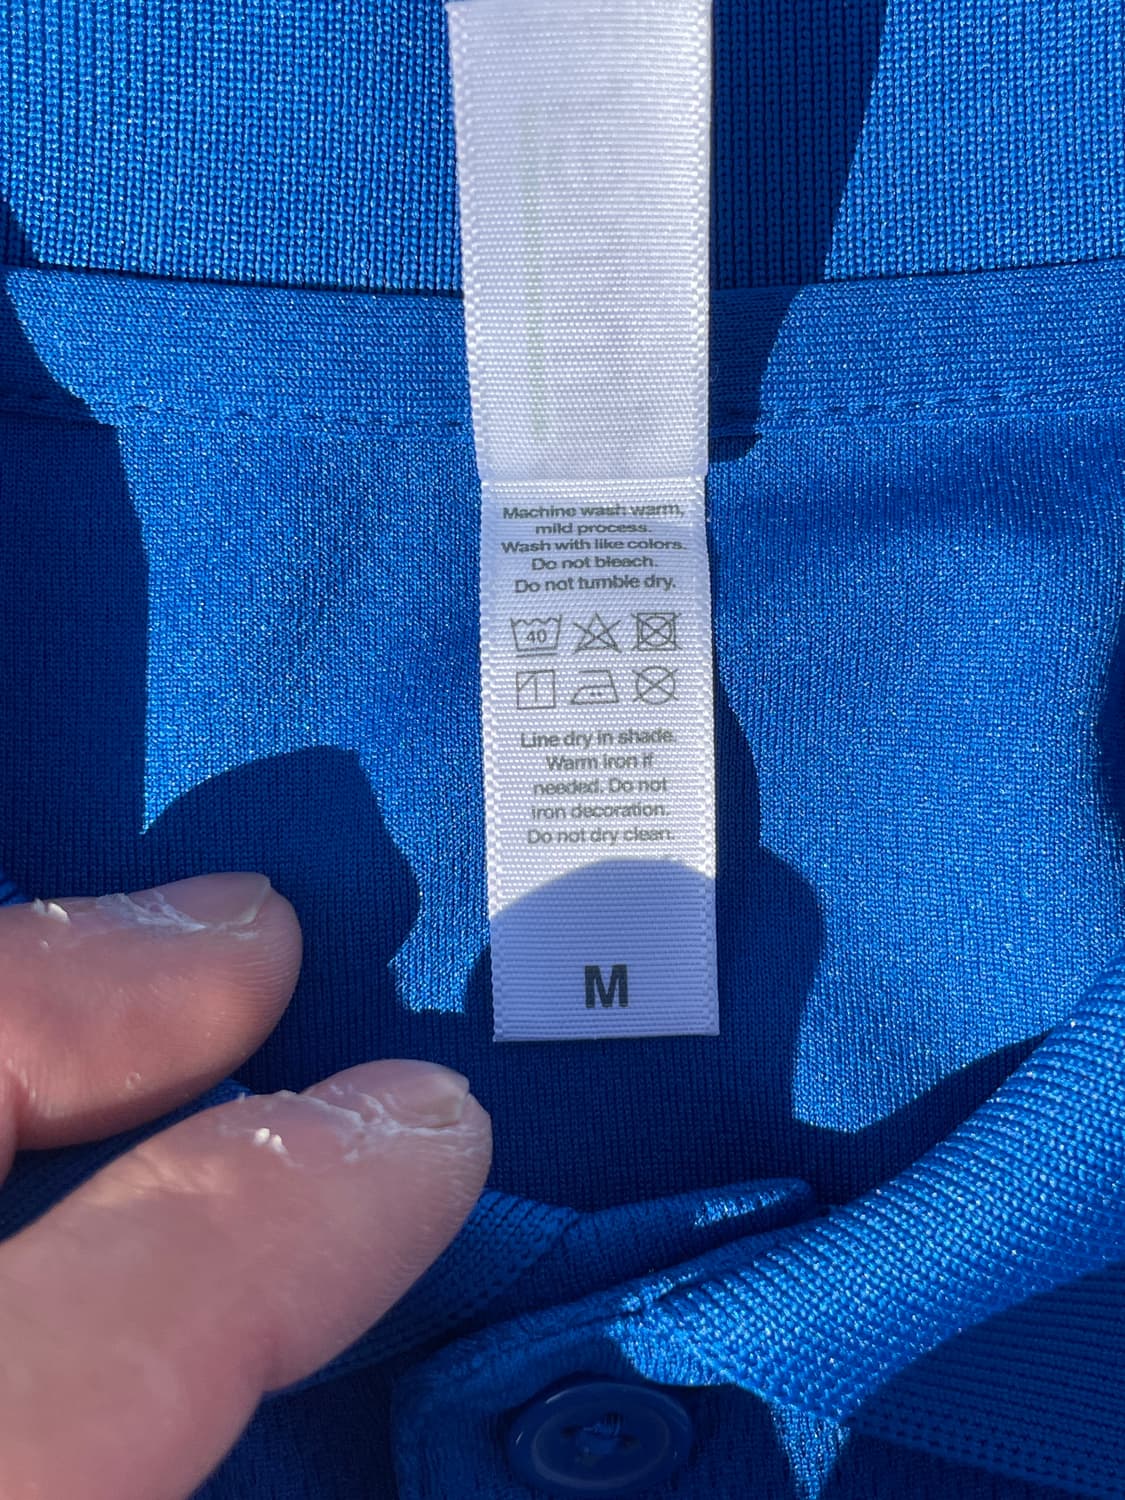 Machine wash warm,
mild process.
Wash with like colors.
Do not bleach.
Do not tumble dry.
40
Line dry in shade.
Warm iron if
needed. Do not
iron decoration.
Do not dry clean.
M